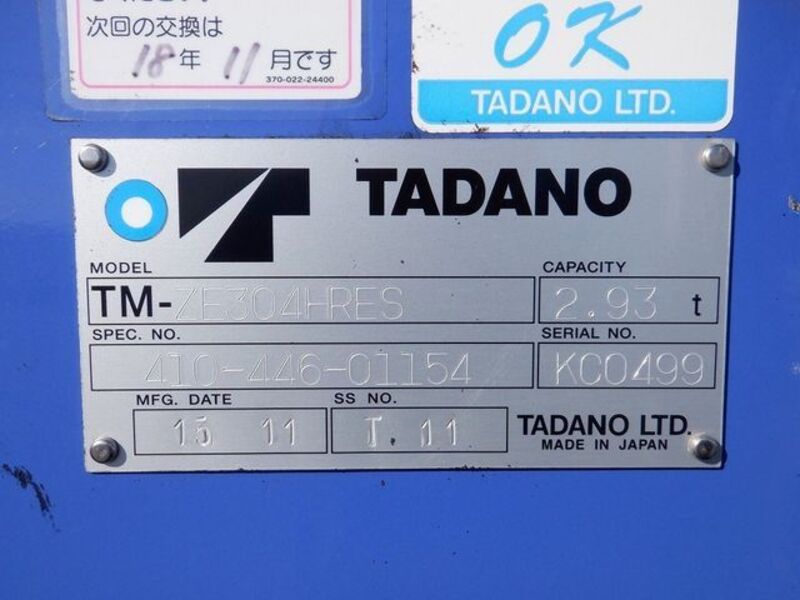 次回の交換は
18年 11月です
370-022-24400
OK
TADANO LTD.
TADANO
MODEL
TM-ZE304HRES
CAPACITY
2.93 t
SPEC. NO.
410-446-01154
SERIAL NO.
KC0499
MFG. DATE
15 11
SS NO.
T.11
TADANO LTD.
MADE IN JAPAN